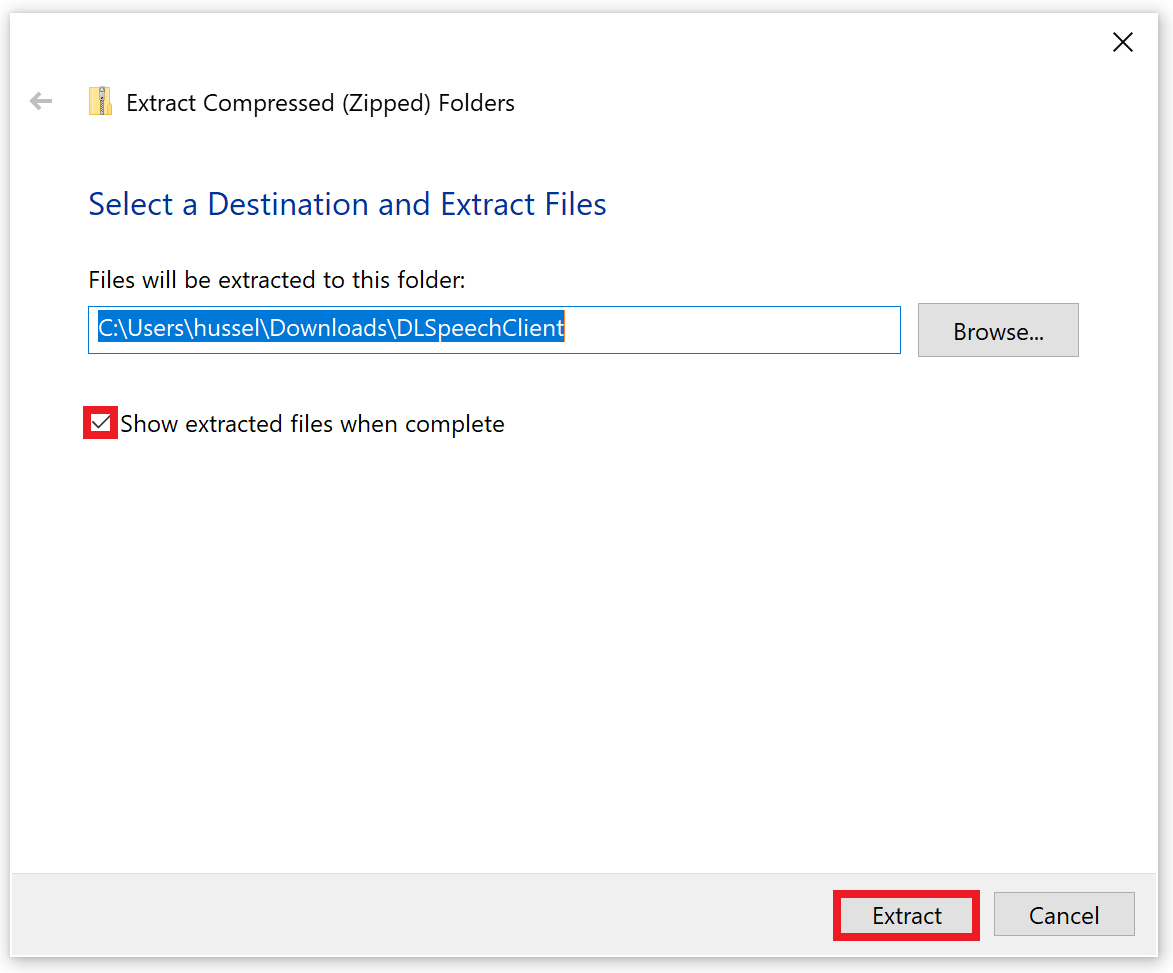 Extract Compressed (Zipped) Folders
Select a Destination and Extract Files
Files will be extracted to this folder:
C:\Users\hussel\Downloads\DLSpeechClient
Browse...
Show extracted files when complete
Extract
Cancel